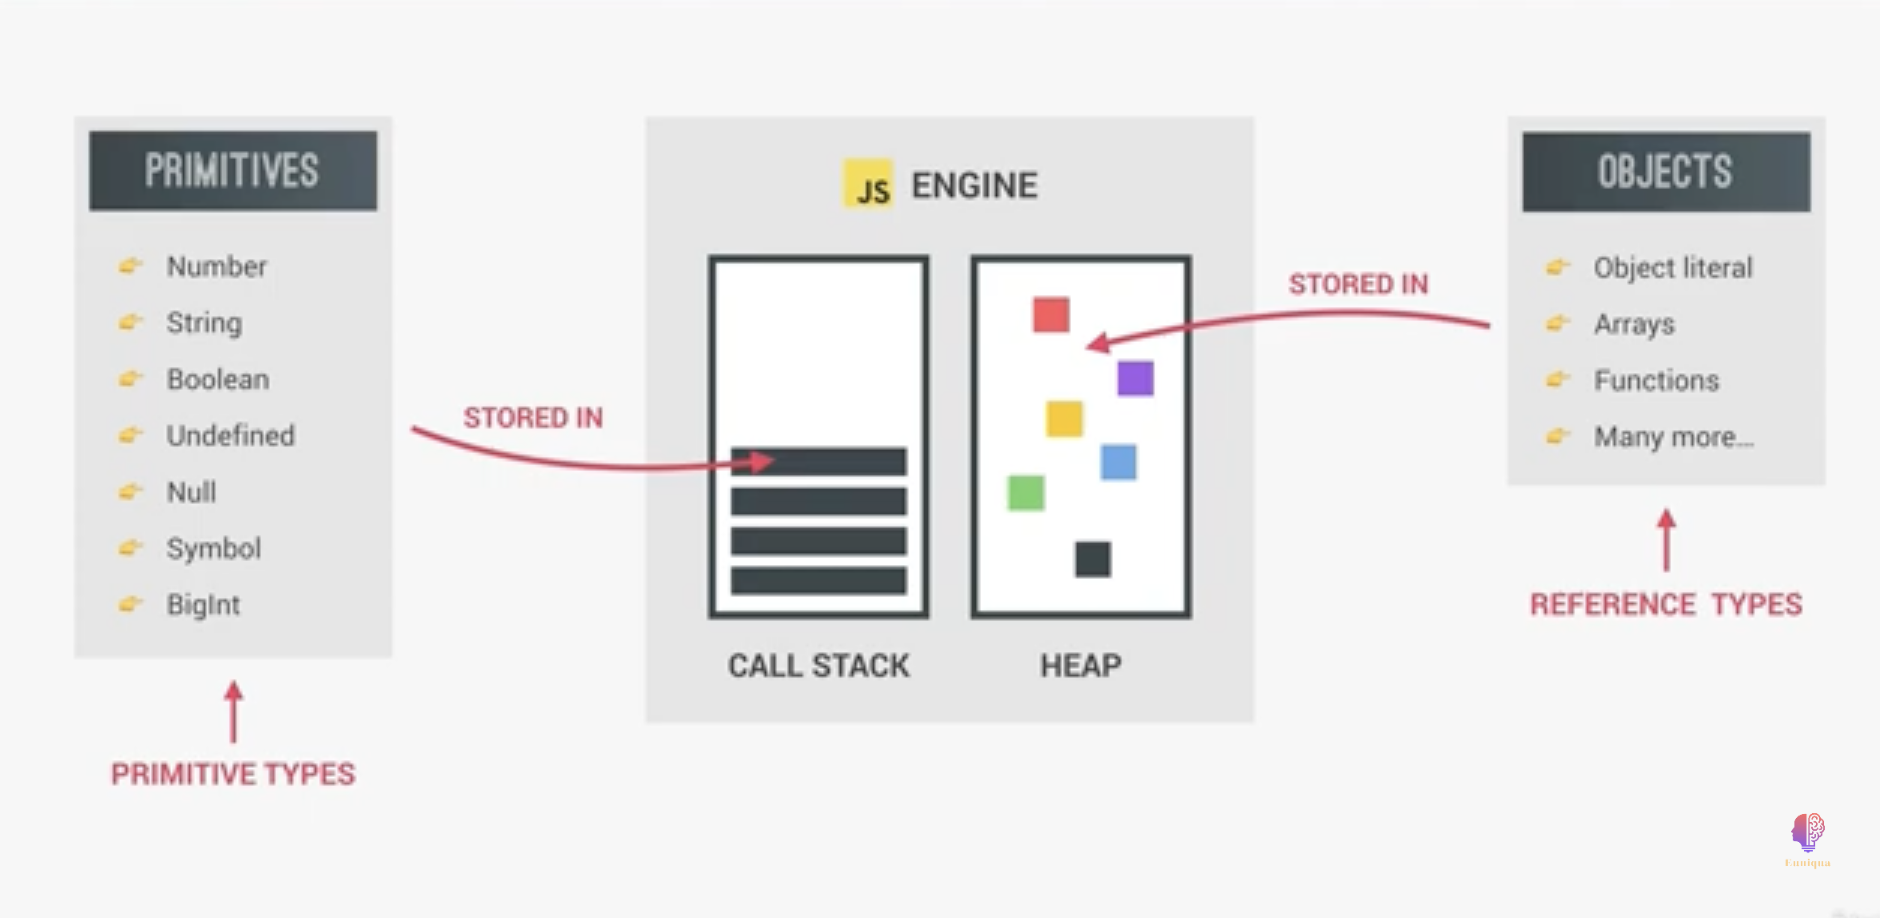 PRIMITIVES
Number
String
Boolean
Undefined
Null
Symbol
BigInt
PRIMITIVE TYPES
STORED IN
JS ENGINE
CALL STACK
HEAP
STORED IN
OBJECTS
Object literal
Arrays
Functions
Many more...
REFERENCE TYPES